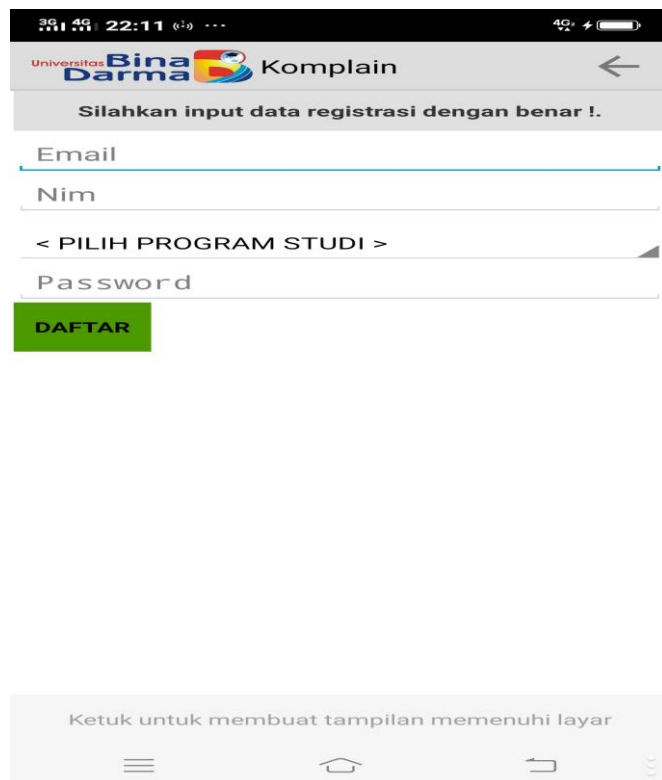 3G 4G 22:11 ... 4G
Universitas Bina Darma Komplain
Silahkan input data registrasi dengan benar !.
Email
Nim
< PILIH PROGRAM STUDI >
Password
DAFTAR
Ketuk untuk membuat tampilan memenuhi layar